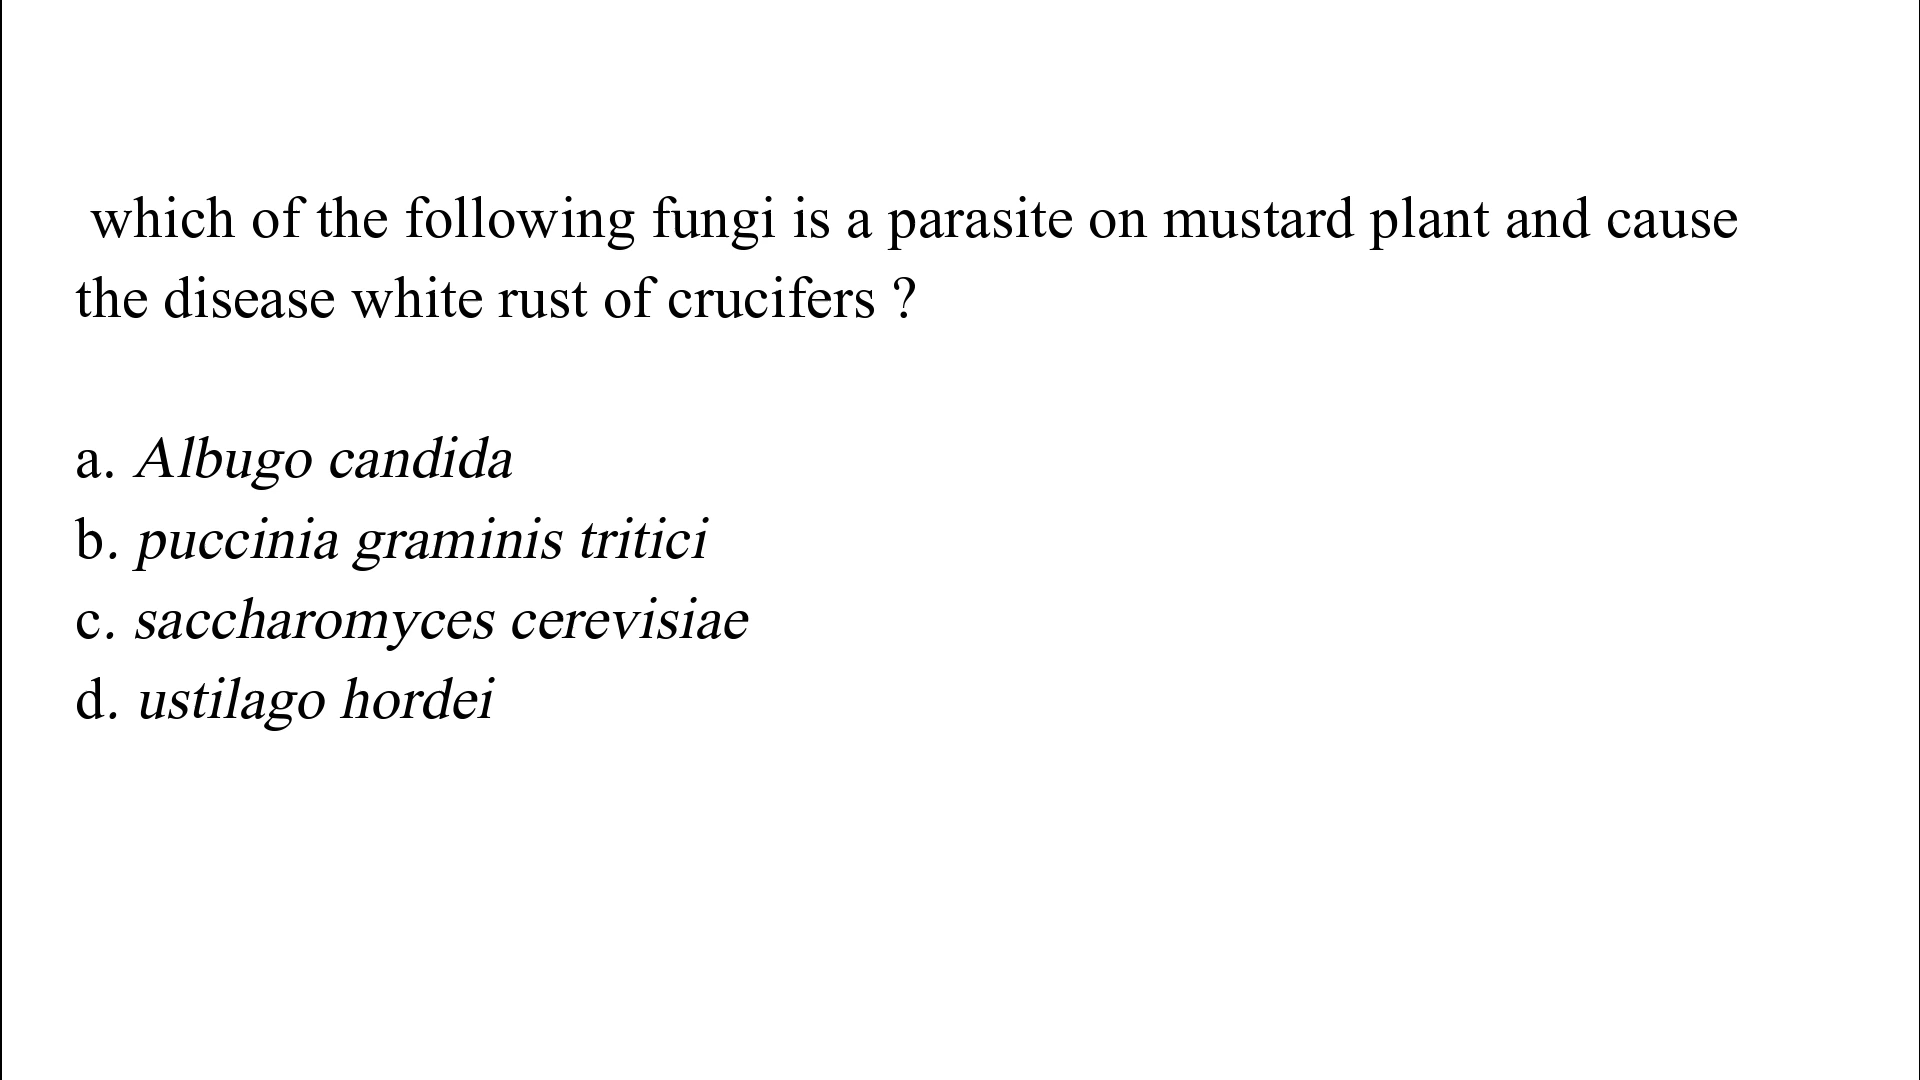 which of the following fungi is a parasite on mustard plant and cause
the disease white rust of crucifers ?
a. Albugo candida
b. puccinia graminis tritici
c. saccharomyces cerevisiae
d. ustilago hordei